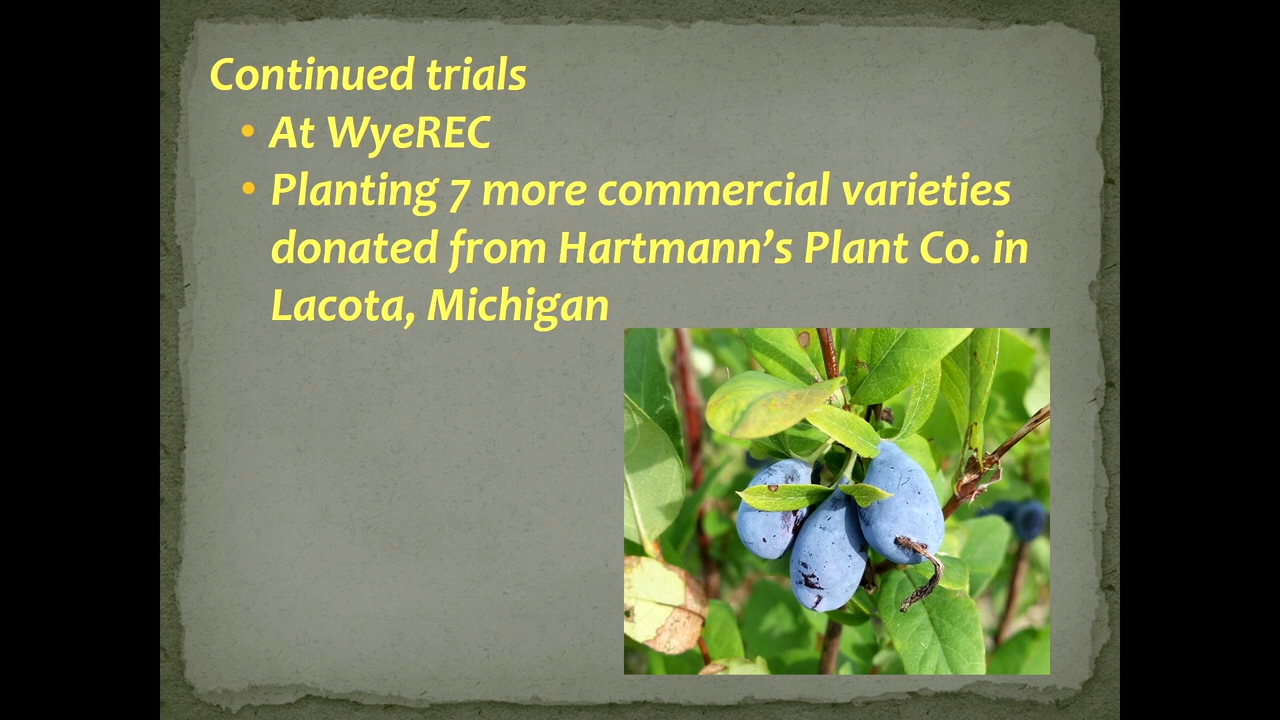 Continued trials
• At WyeREC
• Planting 7 more commercial varieties
donated from Hartmann’s Plant Co. in
Lacota, Michigan